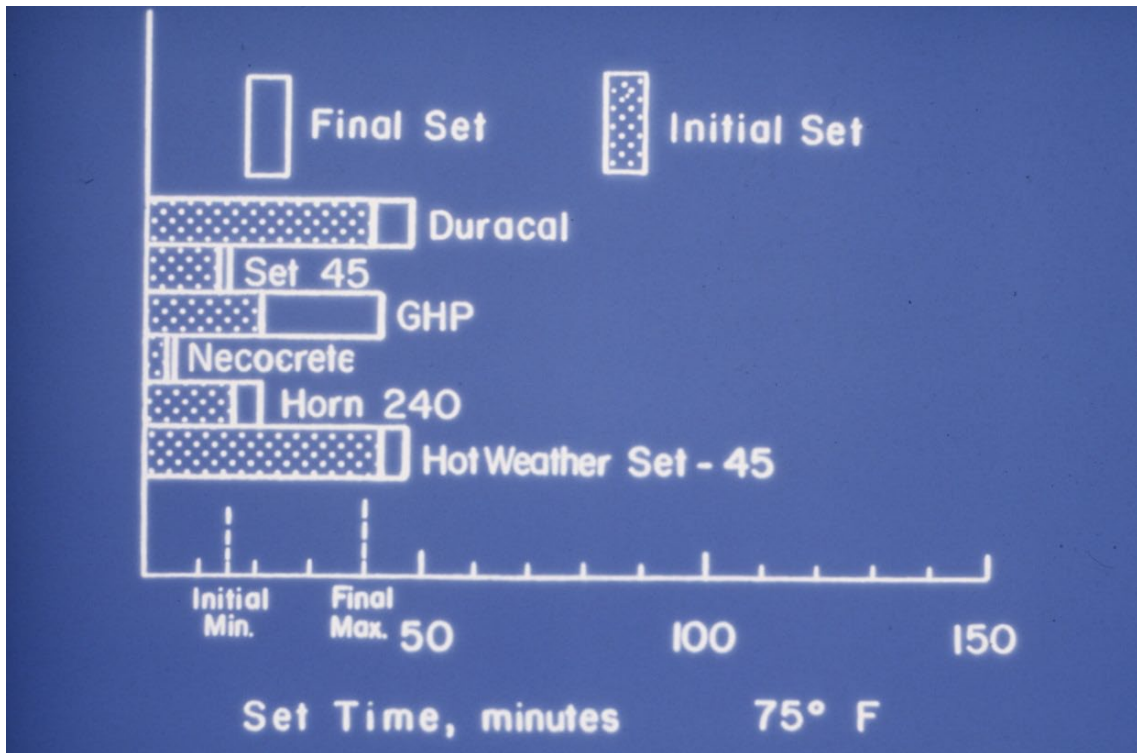 Final Set
Initial Set
Duracal
Set 45
GHP
Necocrete
Horn 240
Hot Weather Set - 45
Initial
Min.
Final
Max.
50
100
150
Set Time, minutes
75° F